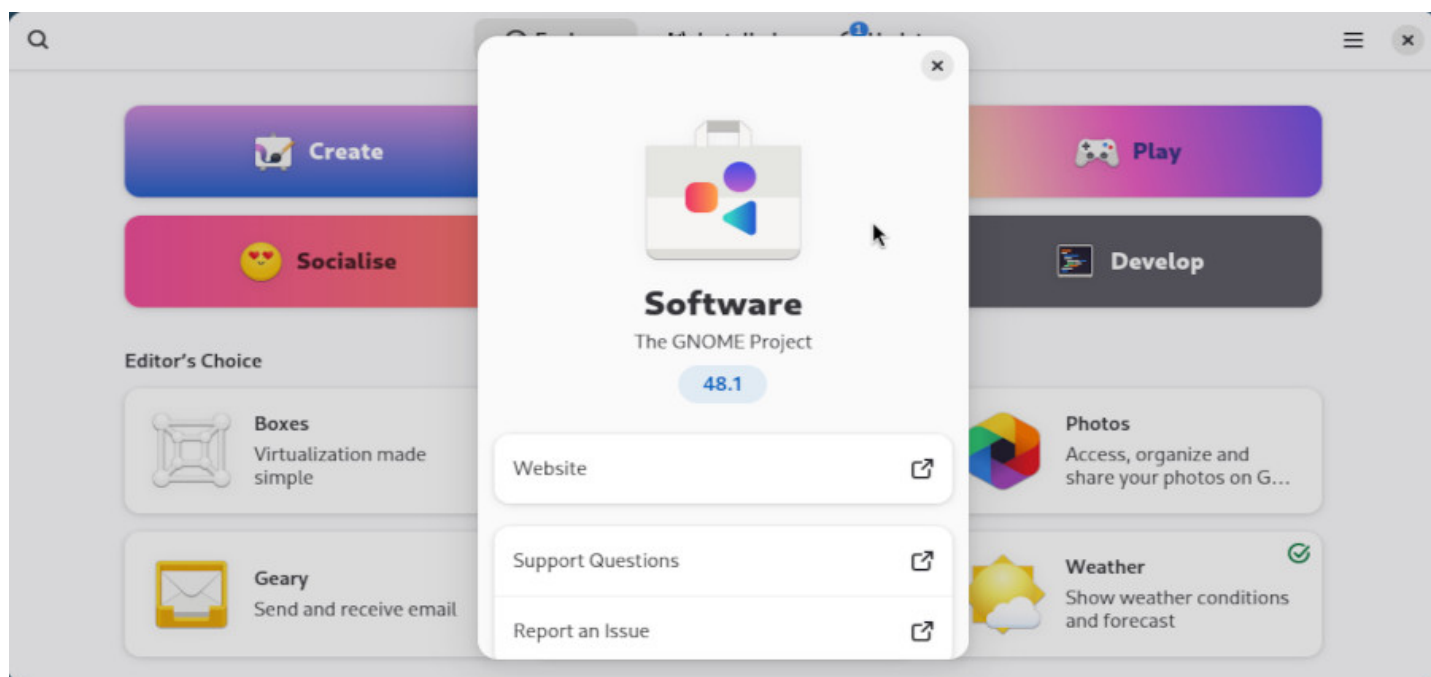 1
Create
Play
Socialise
Develop
Editor's Choice
Boxes
Virtualization made
simple
Geary
Send and receive email
Software
The GNOME Project
48.1
Website
Support Questions
Report an Issue
Photos
Access, organize and
share your photos on G...
Weather
Show weather conditions
and forecast